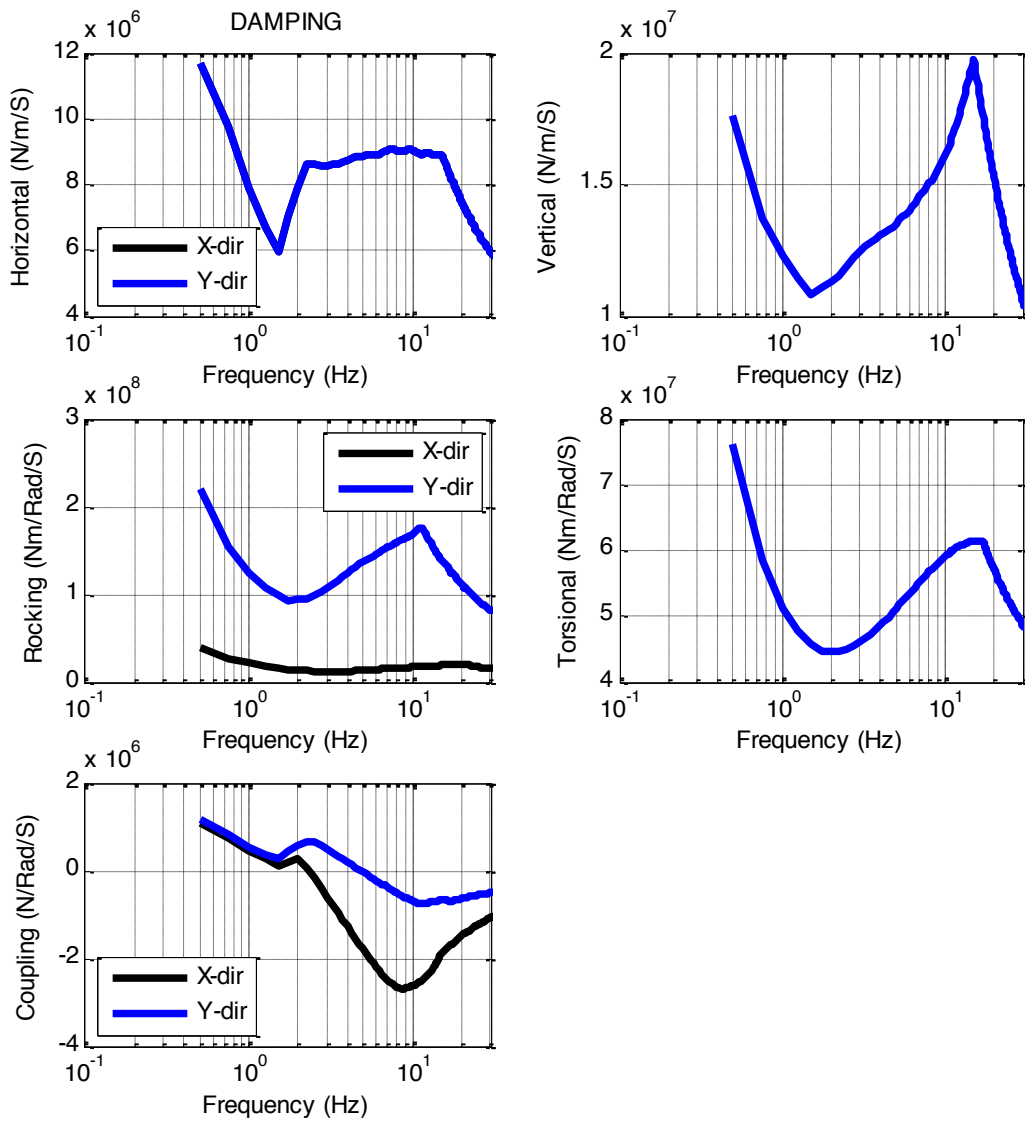 DAMPING
x 10^6
12
10
8
6
4
Horizontal (N/m/S)
X-dir
Y-dir
10^-1
10^0
10^1
Frequency (Hz)
x 10^7
2
1.5
1
Vertical (N/m/S)
10^-1
10^0
10^1
Frequency (Hz)
x 10^8
3
2
1
0
Rocking (Nm/Rad/S)
X-dir
Y-dir
10^-1
10^0
10^1
Frequency (Hz)
x 10^7
8
7
6
5
4
Torsional (Nm/Rad/S)
10^-1
10^0
10^1
Frequency (Hz)
x 10^6
2
0
-2
-4
Coupling (N/Rad/S)
X-dir
Y-dir
10^-1
10^0
10^1
Frequency (Hz)